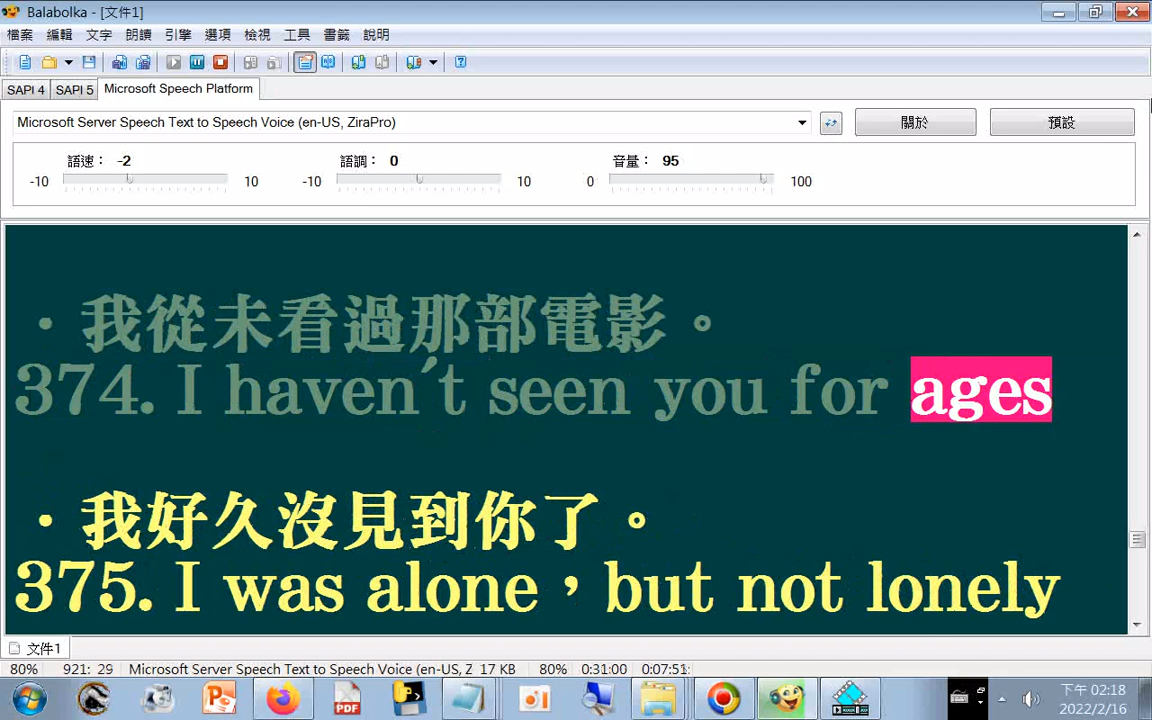 Balabolka - [文件1]
檔案 編輯 文字 朗讀 引擎 選項 檢視 工具 書籤 說明
SAPI 4 SAPI 5 Microsoft Speech Platform
Microsoft Server Speech Text to Speech Voice (en-US, ZiraPro) 關於 預設
語速： -2 語調： 0 音量： 95
-10 10 -10 10 0 100
．我從未看過那部電影。
374. I haven't seen you for ages
．我好久沒見到你了。
375. I was alone，but not lonely
文件1
80% 921: 29 Microsoft Server Speech Text to Speech Voice (en-US, Z 17 KB 80% 0:31:00 0:07:51
PDF
下午 02:18
2022/2/16